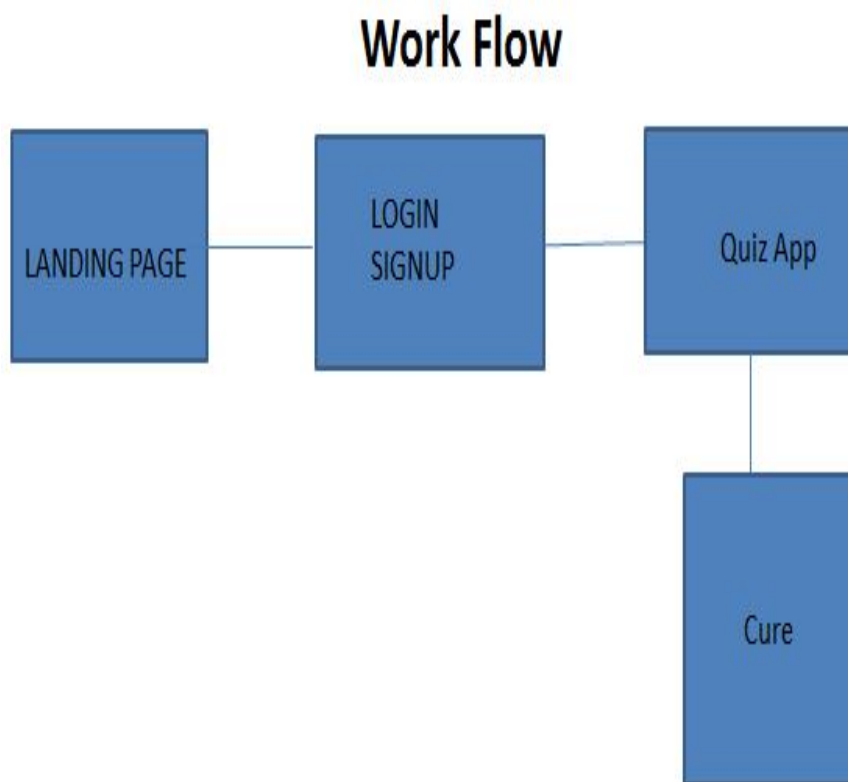 Work Flow
LANDING PAGE
LOGIN
SIGNUP
Quiz App
Cure